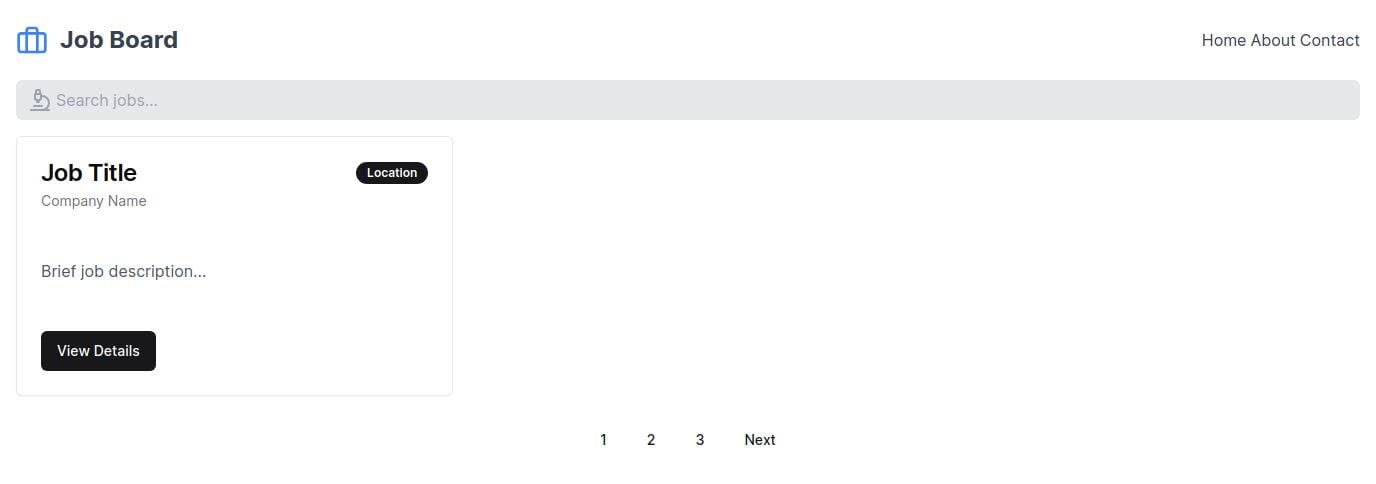 Job Board
Home About Contact
Search jobs...
Job Title
Location
Company Name
Brief job description...
View Details
1 2 3 Next